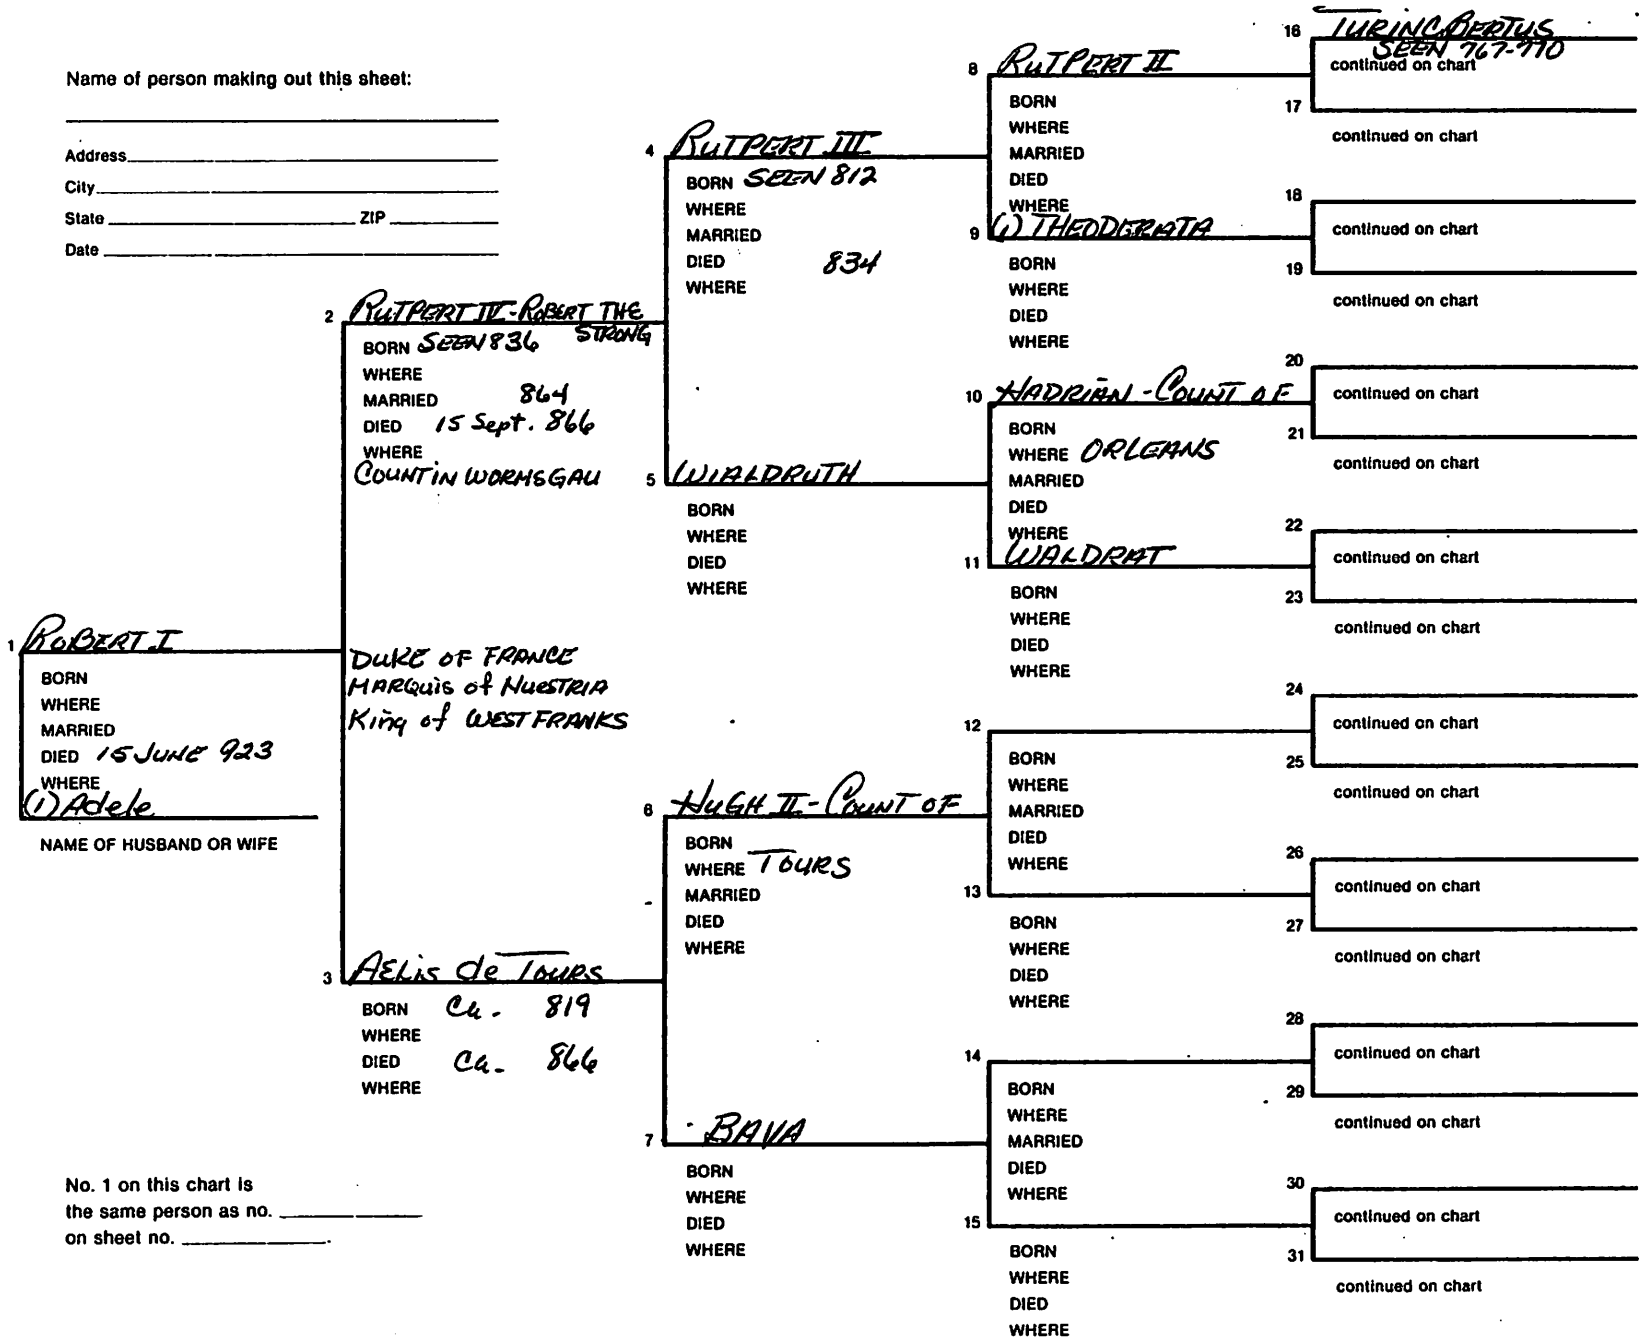 Name of person making out this sheet:
Address
City
State ZIP
Date
1 ROBERT I
BORN
WHERE
MARRIED
DIED 15 JUNE 923
WHERE
(1) Adele
NAME OF HUSBAND OR WIFE
No. 1 on this chart is
the same person as no.
on sheet no. .
2 RUTPERT IV - ROBERT THE
STRONG
BORN SEEN 836
WHERE
MARRIED 864
DIED 15 Sept. 866
WHERE
COUNT IN WORMSGAU
DUKE OF FRANCE
MARQUIS of NUESTRIA
King of WEST FRANKS
3 AELIS de TOURS
BORN Ca. 819
WHERE
DIED Ca. 866
WHERE
4 RUTPERT III
BORN SEEN 812
WHERE
MARRIED
DIED 834
WHERE
5 WALDRUTH
BORN
WHERE
DIED
WHERE
6 HUGH II - COUNT OF
BORN
WHERE TOURS
MARRIED
DIED
WHERE
7 BAVA
BORN
WHERE
DIED
WHERE
8 RUTPERT II
BORN
WHERE
MARRIED
DIED
WHERE
9 (1) THEODERATA
BORN
WHERE
DIED
WHERE
10 HADRIAN - COUNT OF
BORN
WHERE ORLEANS
MARRIED
DIED
WHERE
11 WALDRAT
BORN
WHERE
DIED
WHERE
12
BORN
WHERE
MARRIED
DIED
WHERE
13
BORN
WHERE
DIED
WHERE
14
BORN
WHERE
MARRIED
DIED
WHERE
15
BORN
WHERE
DIED
WHERE
16 TURINCBERTUS
SEEN 767-770
continued on chart
17
continued on chart
18
continued on chart
19
continued on chart
20
continued on chart
21
continued on chart
22
continued on chart
23
continued on chart
24
continued on chart
25
continued on chart
26
continued on chart
27
continued on chart
28
continued on chart
29
continued on chart
30
continued on chart
31
continued on chart